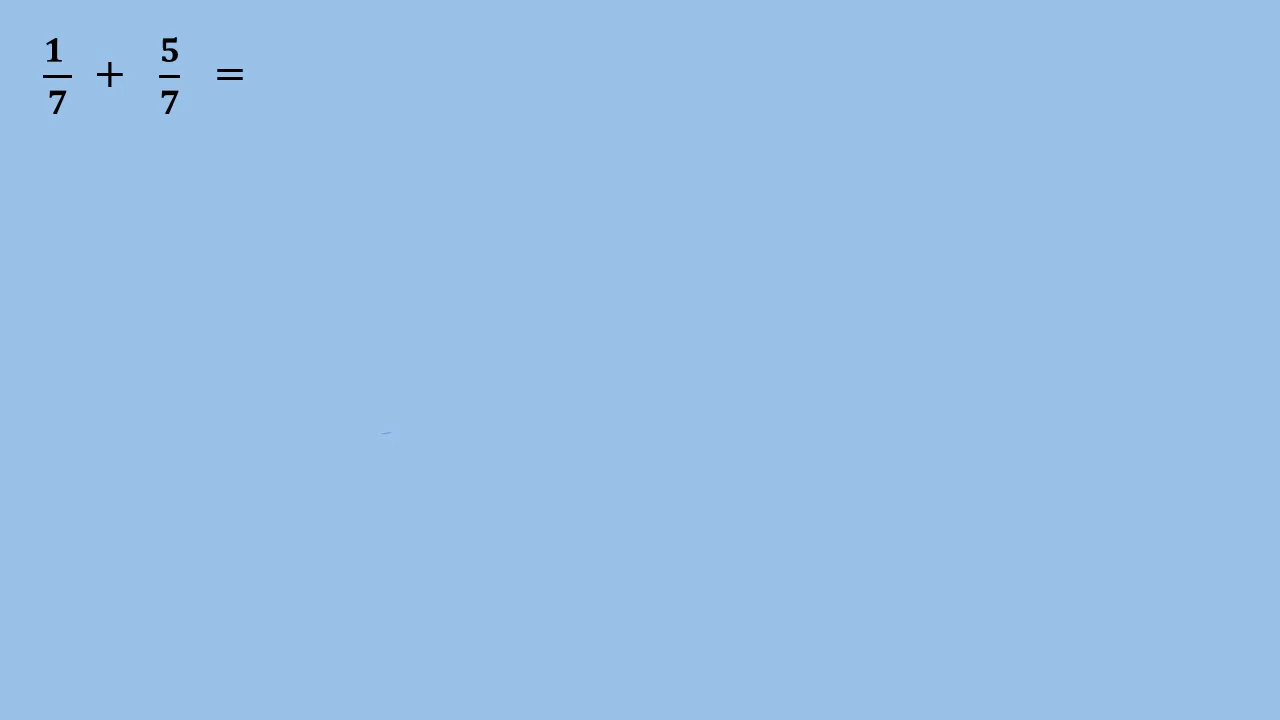 1/7 + 5/7 =